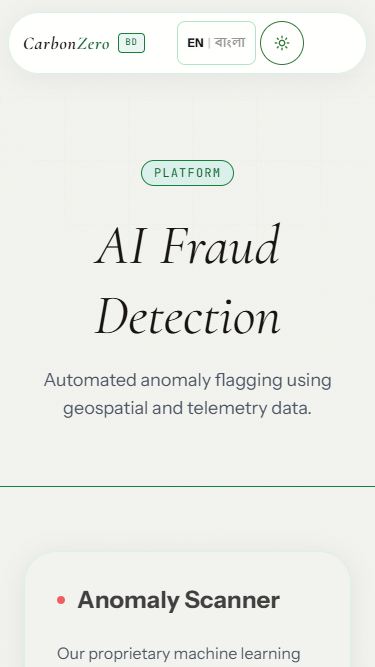 CarbonZero BD EN | বাংলা
PLATFORM
AI Fraud
Detection
Automated anomaly flagging using
geospatial and telemetry data.
Anomaly Scanner
Our proprietary machine learning